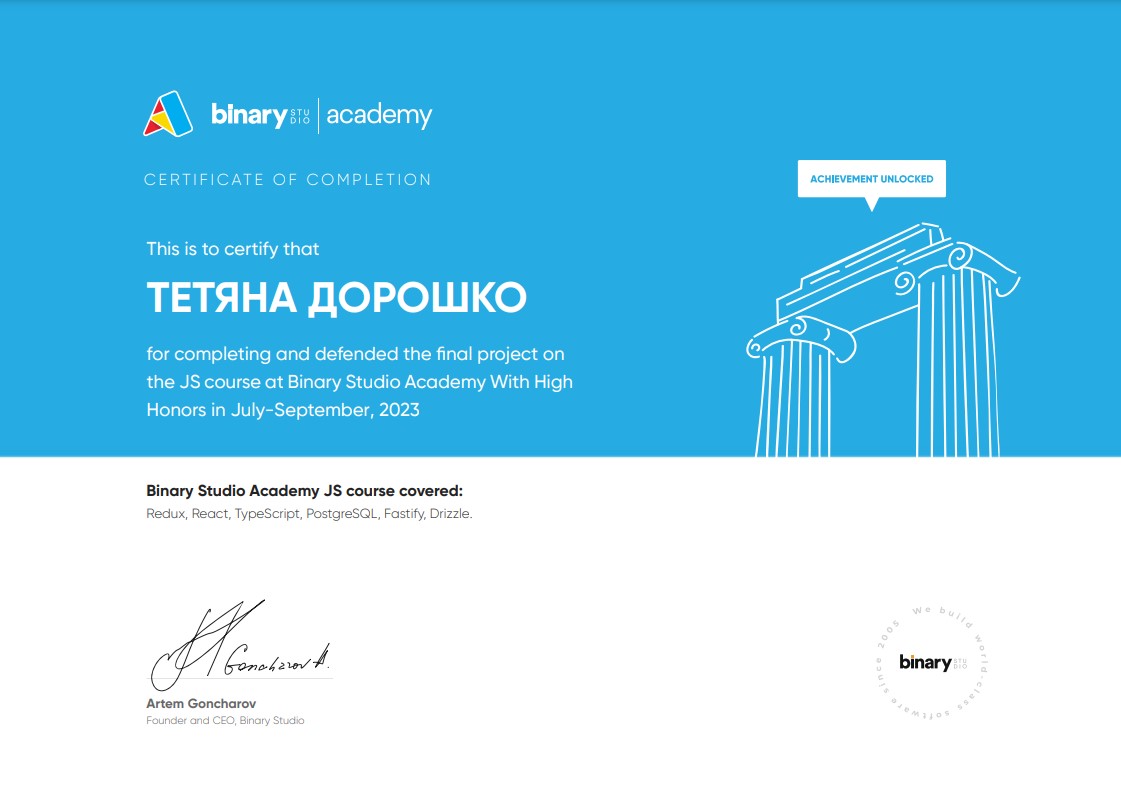 binary STUDIO | academy
CERTIFICATE OF COMPLETION
ACHIEVEMENT UNLOCKED
This is to certify that
ТЕТЯНА ДОРОШКО
for completing and defended the final project on
the JS course at Binary Studio Academy With High
Honors in July-September, 2023
Binary Studio Academy JS course covered:
Redux, React, TypeScript, PostgreSQL, Fastify, Drizzle.
Goncharov A.
Artem Goncharov
Founder and CEO, Binary Studio
We build world-class software since 2005
binary STUDIO